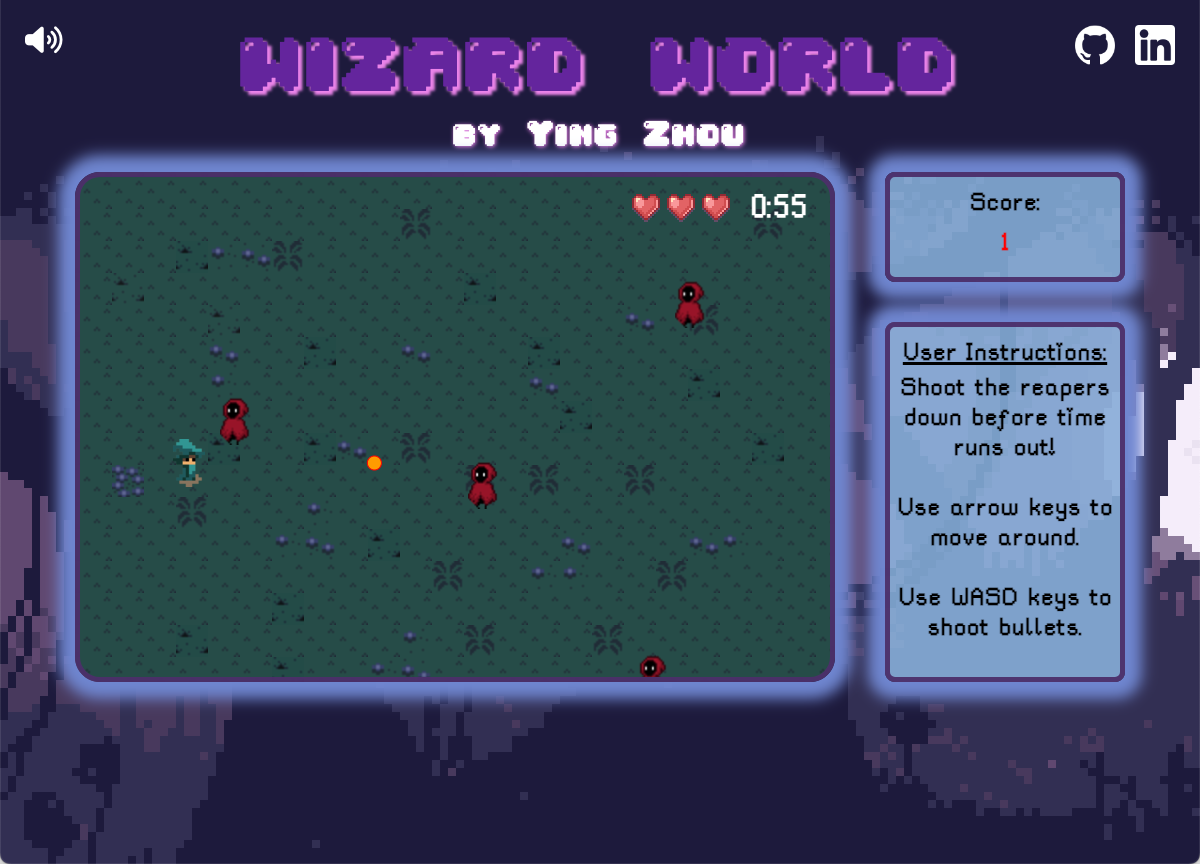 WIZARD WORLD
BY YING ZHOU
0:55
Score:
1
User Instructions:
Shoot the reapers
down before time
runs out!
Use arrow keys to
move around.
Use WASD keys to
shoot bullets.
in